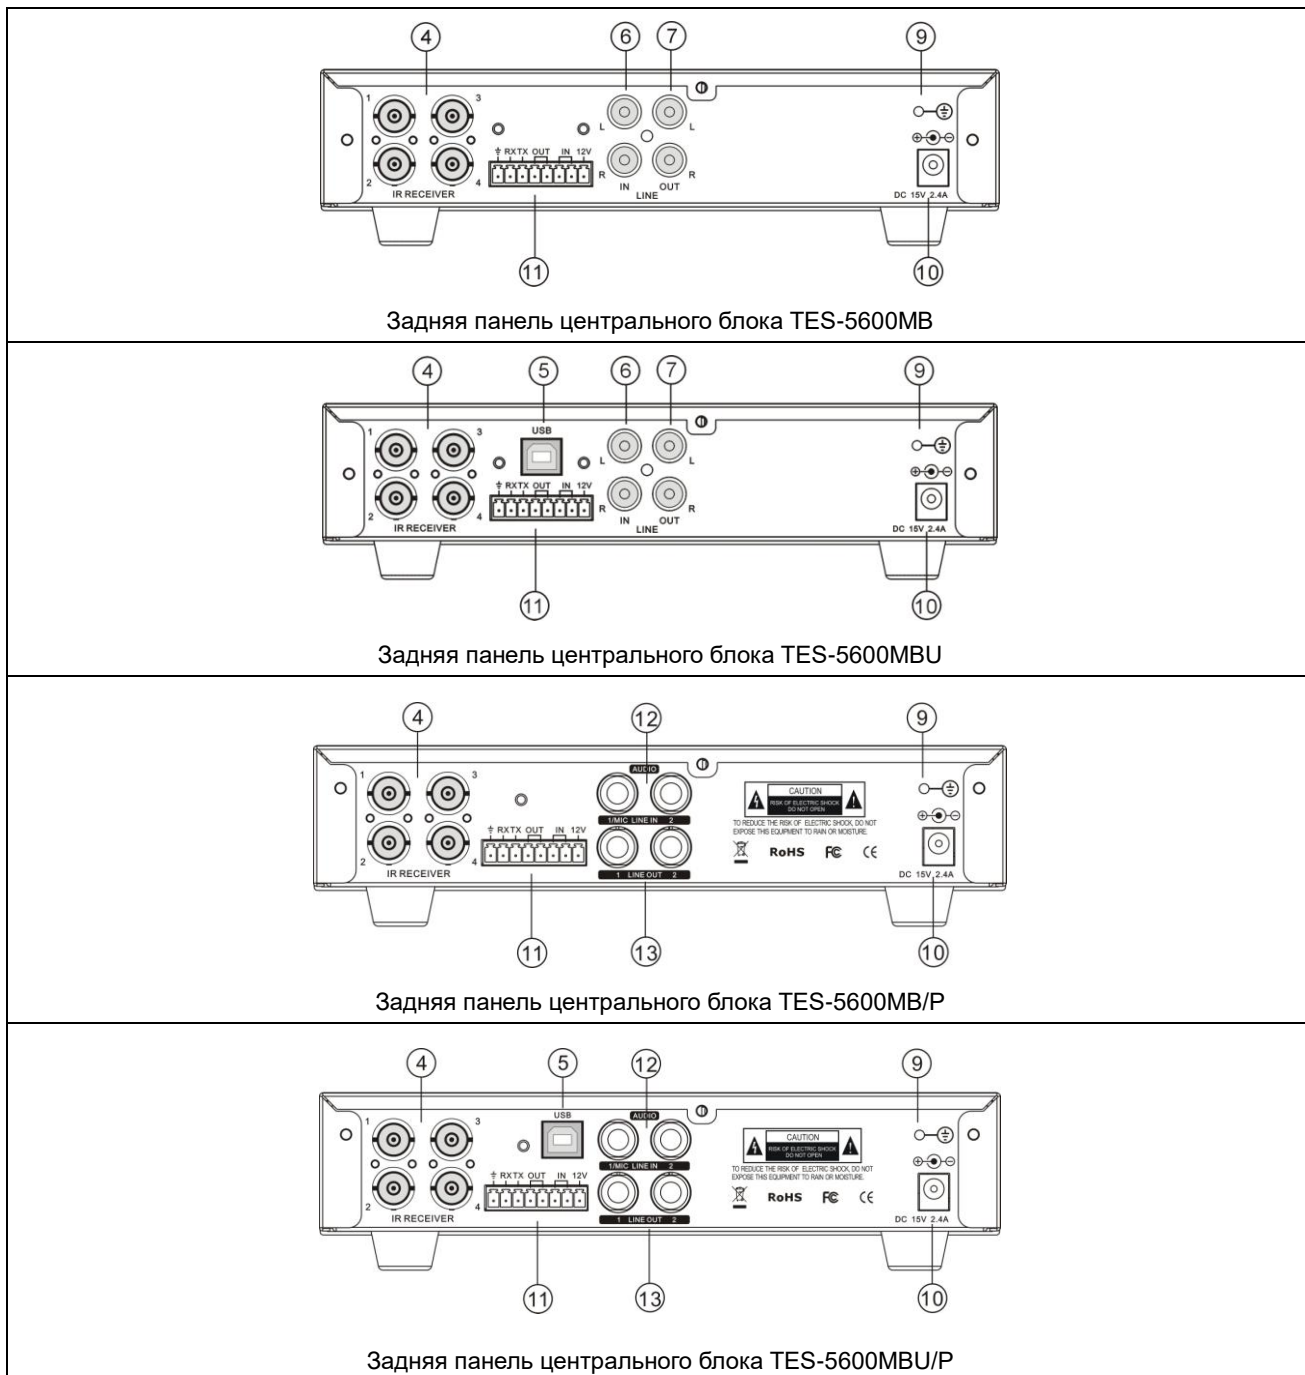 ④ ⑥ ⑦ ⑨
1 3
L L
⏚ RX TX OUT IN 12V
⊕ ⊖
R R
2 4
IR RECEIVER
IN OUT
LINE
DC 15V 2.4A
⑪ ⑩
Задняя панель центрального блока TES-5600MB
④ ⑤ ⑥ ⑦ ⑨
USB
1 3
L L
⏚ RX TX OUT IN 12V
⊕ ⊖
R R
2 4
IR RECEIVER
IN OUT
LINE
DC 15V 2.4A
⑪ ⑩
Задняя панель центрального блока TES-5600MBU
④ ⑫ ⑨
AUDIO
1 3
CAUTION
RISK OF ELECTRIC SHOCK
DO NOT OPEN
⊕ ⊖
1/MIC LINE IN 2
TO REDUCE THE RISK OF ELECTRIC SHOCK, DO NOT
EXPOSE THIS EQUIPMENT TO RAIN OR MOISTURE.
⏚ RX TX OUT IN 12V
RoHS FC CE
2 4
IR RECEIVER
1 LINE OUT 2
DC 15V 2.4A
⑪ ⑬ ⑩
Задняя панель центрального блока TES-5600MB/P
④ ⑤ ⑫ ⑨
USB
AUDIO
1 3
CAUTION
RISK OF ELECTRIC SHOCK
DO NOT OPEN
⊕ ⊖
1/MIC LINE IN 2
TO REDUCE THE RISK OF ELECTRIC SHOCK, DO NOT
EXPOSE THIS EQUIPMENT TO RAIN OR MOISTURE.
⏚ RX TX OUT IN 12V
RoHS FC CE
2 4
IR RECEIVER
1 LINE OUT 2
DC 15V 2.4A
⑪ ⑬ ⑩
Задняя панель центрального блока TES-5600MBU/P